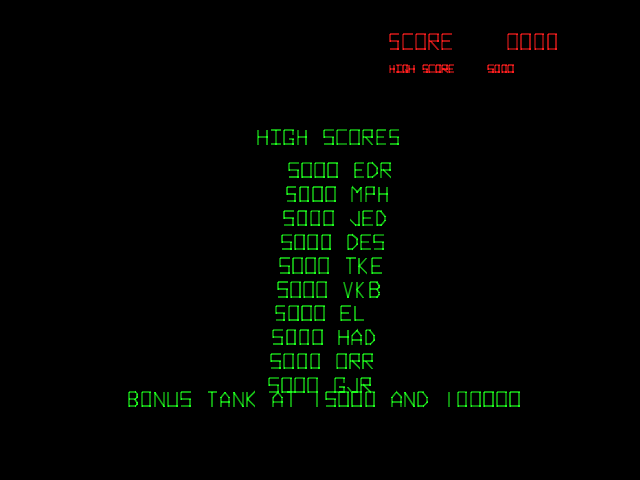 SCORE 0000
HIGH SCORE 5000
HIGH SCORES
5000 EDR
5000 MPH
5000 JED
5000 DES
5000 TKE
5000 VKB
5000 EL
5000 HAD
5000 ORR
5000 GJR
BONUS TANK AT 15000 AND 100000